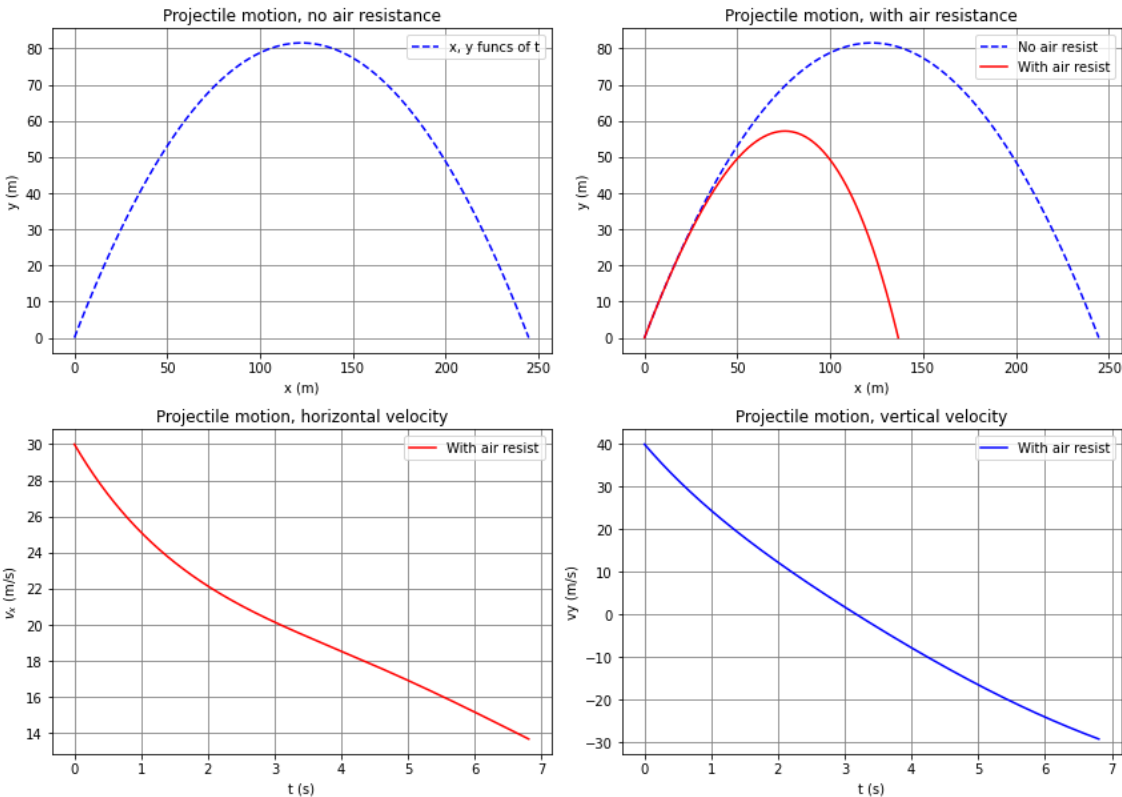 Projectile motion, no air resistance
x, y funcs of t
80
70
60
50
40
30
20
10
0
y (m)
0 50 100 150 200 250
x (m)
Projectile motion, with air resistance
No air resist
With air resist
80
70
60
50
40
30
20
10
0
y (m)
0 50 100 150 200 250
x (m)
Projectile motion, horizontal velocity
With air resist
30
28
26
24
22
20
18
16
14
vₓ (m/s)
0 1 2 3 4 5 6 7
t (s)
Projectile motion, vertical velocity
With air resist
40
30
20
10
0
−10
−20
−30
vy (m/s)
0 1 2 3 4 5 6 7
t (s)